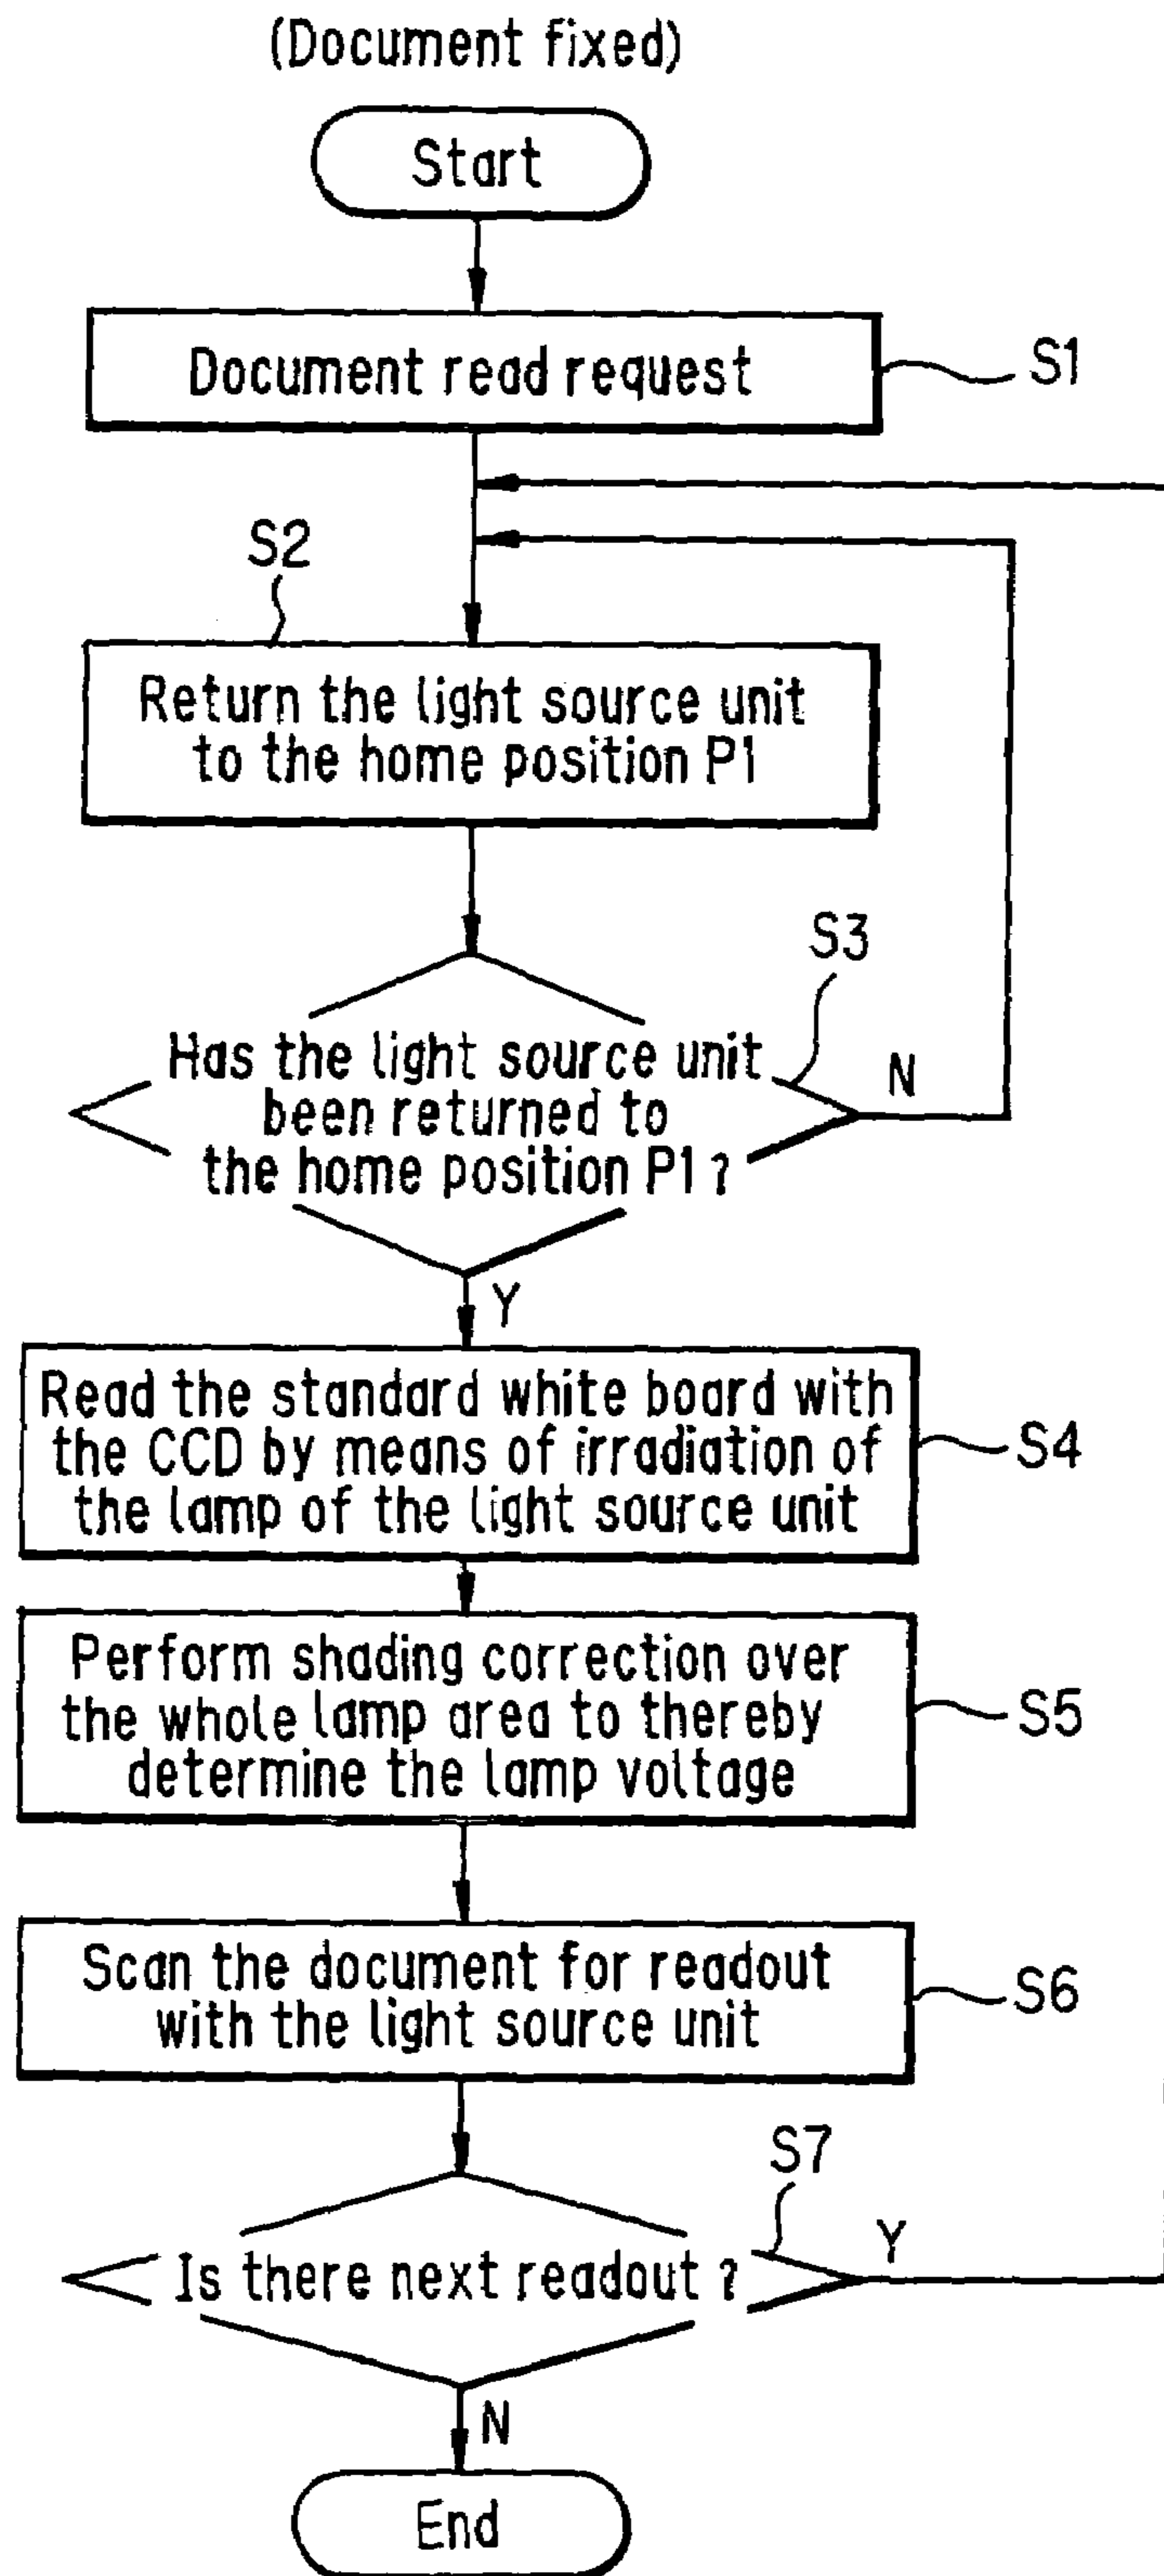 (Document fixed)
Start
Document read request
S1
S2
Return the light source unit
to the home position P1
S3
Has the light source unit
been returned to
the home position P1 ?
N
Y
Read the standard white board with
the CCD by means of irradiation of
the lamp of the light source unit
S4
Perform shading correction over
the whole lamp area to thereby
determine the lamp voltage
S5
Scan the document for readout
with the light source unit
S6
S7
Is there next readout ?
Y
N
End